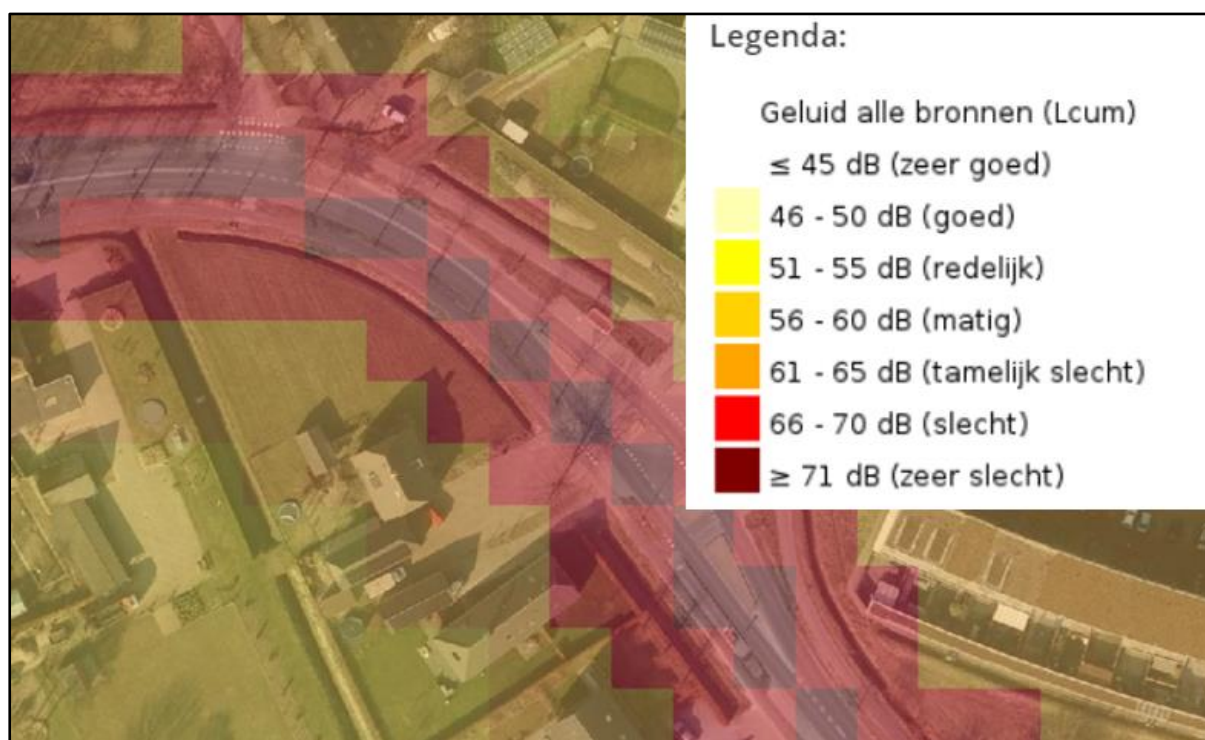 Legenda:
Geluid alle bronnen (Lcum)
≤ 45 dB (zeer goed)
46 - 50 dB (goed)
51 - 55 dB (redelijk)
56 - 60 dB (matig)
61 - 65 dB (tamelijk slecht)
66 - 70 dB (slecht)
≥ 71 dB (zeer slecht)